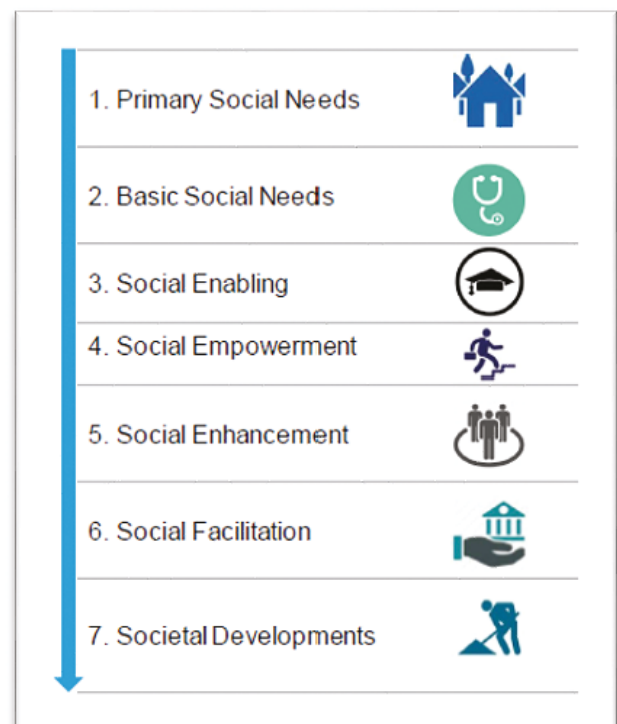 1. Primary Social Needs
2. Basic Social Needs
3. Social Enabling
4. Social Empowerment
5. Social Enhancement
6. Social Facilitation
7. Societal Developments